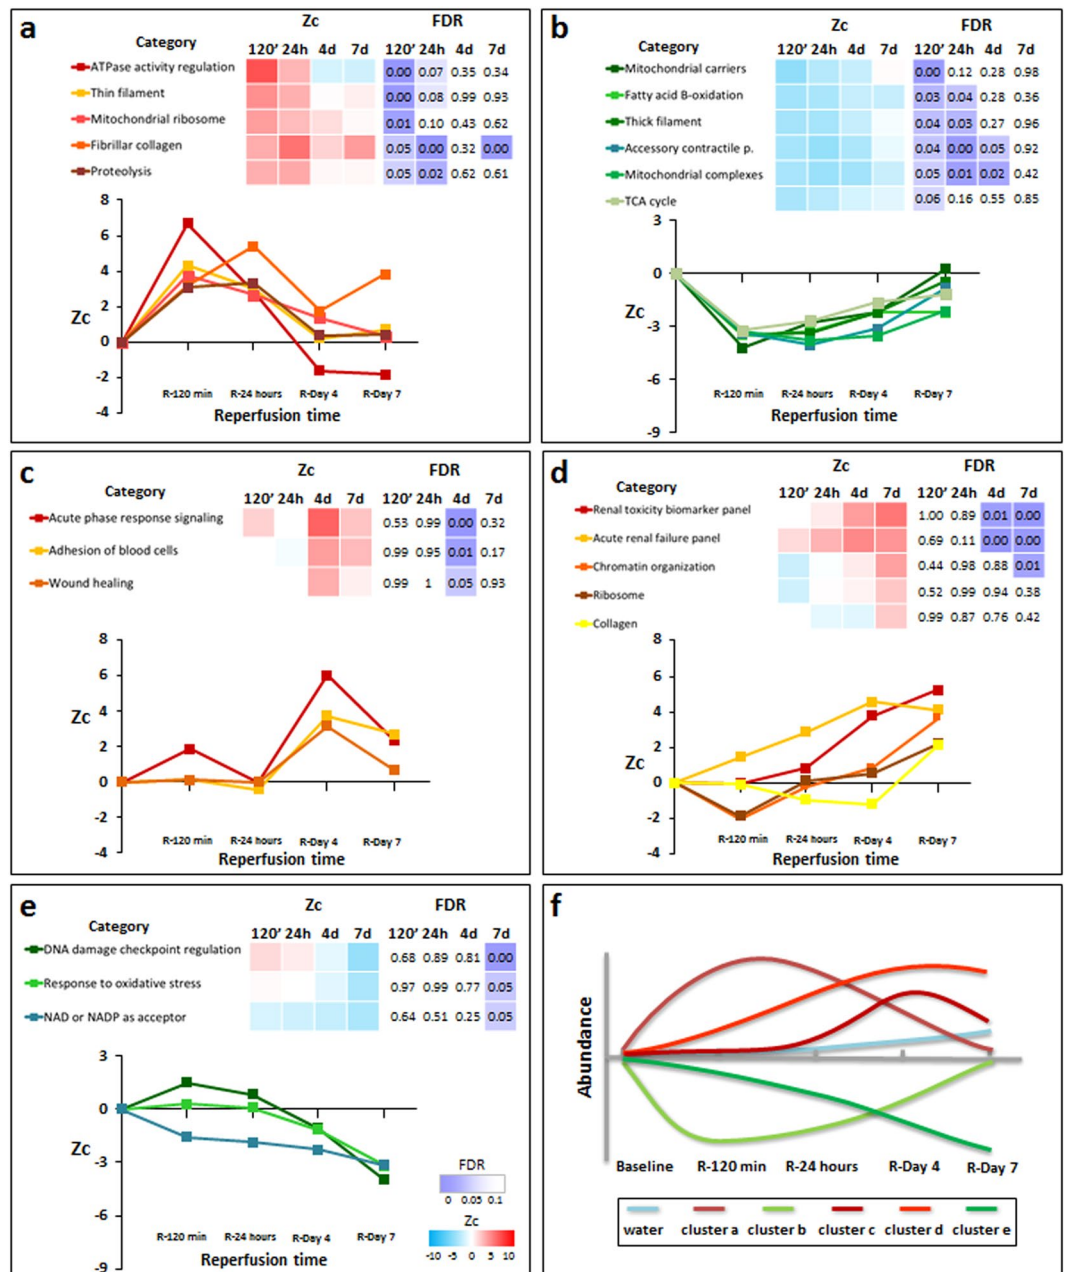 a
Zc FDR
Category 120’ 24h 4d 7d 120’ 24h 4d 7d
ATPase activity regulation 0.00 0.07 0.35 0.34
Thin filament 0.00 0.08 0.99 0.93
Mitochondrial ribosome 0.01 0.10 0.43 0.62
Fibrillar collagen 0.05 0.00 0.32 0.00
Proteolysis 0.05 0.02 0.62 0.61
8
6
4
2
Zc
0
-2
R-120 min R-24 hours R-Day 4 R-Day 7
-4
Reperfusion time
b
Zc FDR
Category 120’ 24h 4d 7d 120’ 24h 4d 7d
Mitochondrial carriers 0.00 0.12 0.28 0.98
Fatty acid B-oxidation 0.03 0.04 0.28 0.36
Thick filament 0.04 0.03 0.27 0.96
Accessory contractile p. 0.04 0.00 0.05 0.92
Mitochondrial complexes 0.05 0.01 0.02 0.42
TCA cycle 0.06 0.16 0.55 0.85
3
0
Zc
-3
-6
R-120 min R-24 hours R-Day 4 R-Day 7
Reperfusion time
-9
c
Zc FDR
Category 120’ 24h 4d 7d 120’ 24h 4d 7d
Acute phase response signaling 0.53 0.99 0.00 0.32
Adhesion of blood cells 0.99 0.95 0.01 0.17
Wound healing 0.99 1 0.05 0.93
8
6
4
Zc
2
0
-2
R-120 min R-24 hours R-Day 4 R-Day 7
-4
Reperfusion time
d
Zc FDR
Category 120’ 24h 4d 7d 120’ 24h 4d 7d
Renal toxicity biomarker panel 1.00 0.89 0.01 0.00
Acute renal failure panel 0.69 0.11 0.00 0.00
Chromatin organization 0.44 0.98 0.88 0.01
Ribosome 0.52 0.99 0.94 0.38
Collagen 0.99 0.87 0.76 0.42
8
6
4
2
Zc
0
-2
R-120 min R-24 hours R-Day 4 R-Day 7
-4
Reperfusion time
e
Zc FDR
Category 120’ 24h 4d 7d 120’ 24h 4d 7d
DNA damage checkpoint regulation 0.68 0.89 0.81 0.00
Response to oxidative stress 0.97 0.99 0.77 0.05
NAD or NADP as acceptor 0.64 0.51 0.25 0.05
3
0
Zc
-3
-6
R-120 min R-24 hours R-Day 4 R-Day 7
Reperfusion time
-9
FDR
0 0.05 0.1
Zc
-10 -5 0 5 10
f
Abundance
Baseline R-120 min R-24 hours R-Day 4 R-Day 7
water cluster a cluster b cluster c cluster d cluster e